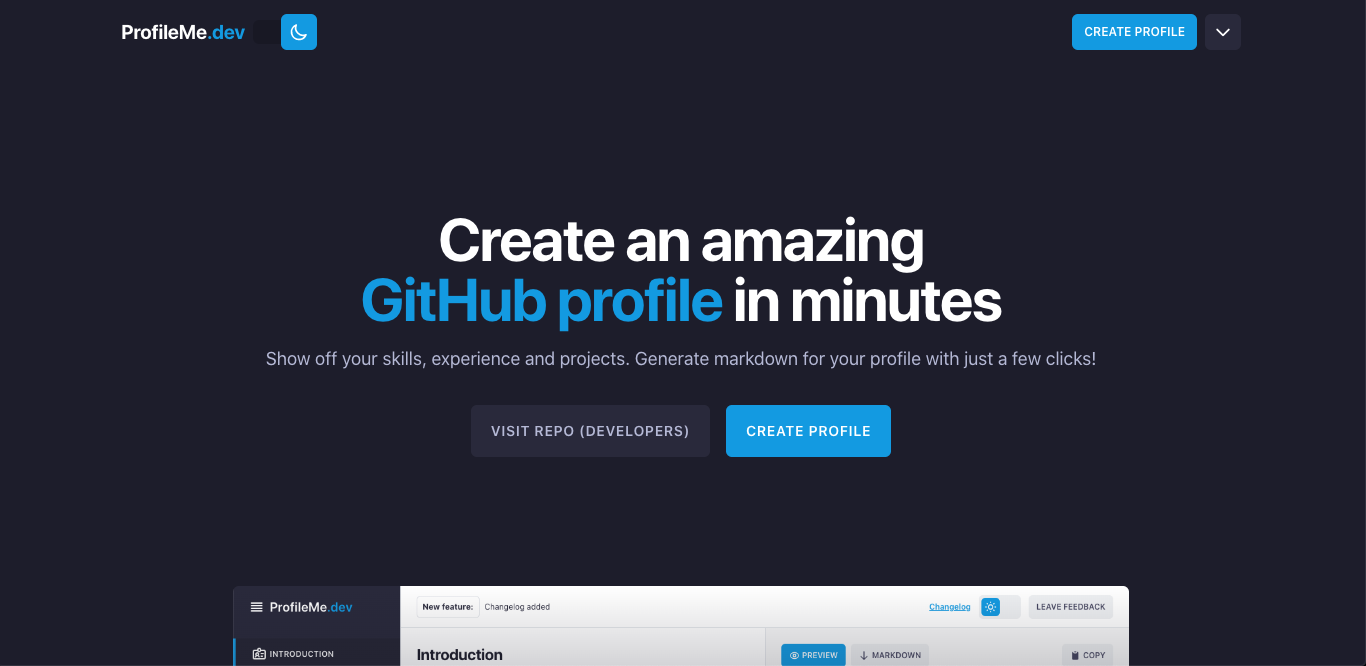 ProfileMe.dev
CREATE PROFILE
Create an amazing
GitHub profile in minutes
Show off your skills, experience and projects. Generate markdown for your profile with just a few clicks!
VISIT REPO (DEVELOPERS)
CREATE PROFILE
ProfileMe.dev
New feature: Changelog added
Changelog
LEAVE FEEDBACK
INTRODUCTION
Introduction
PREVIEW
MARKDOWN
COPY